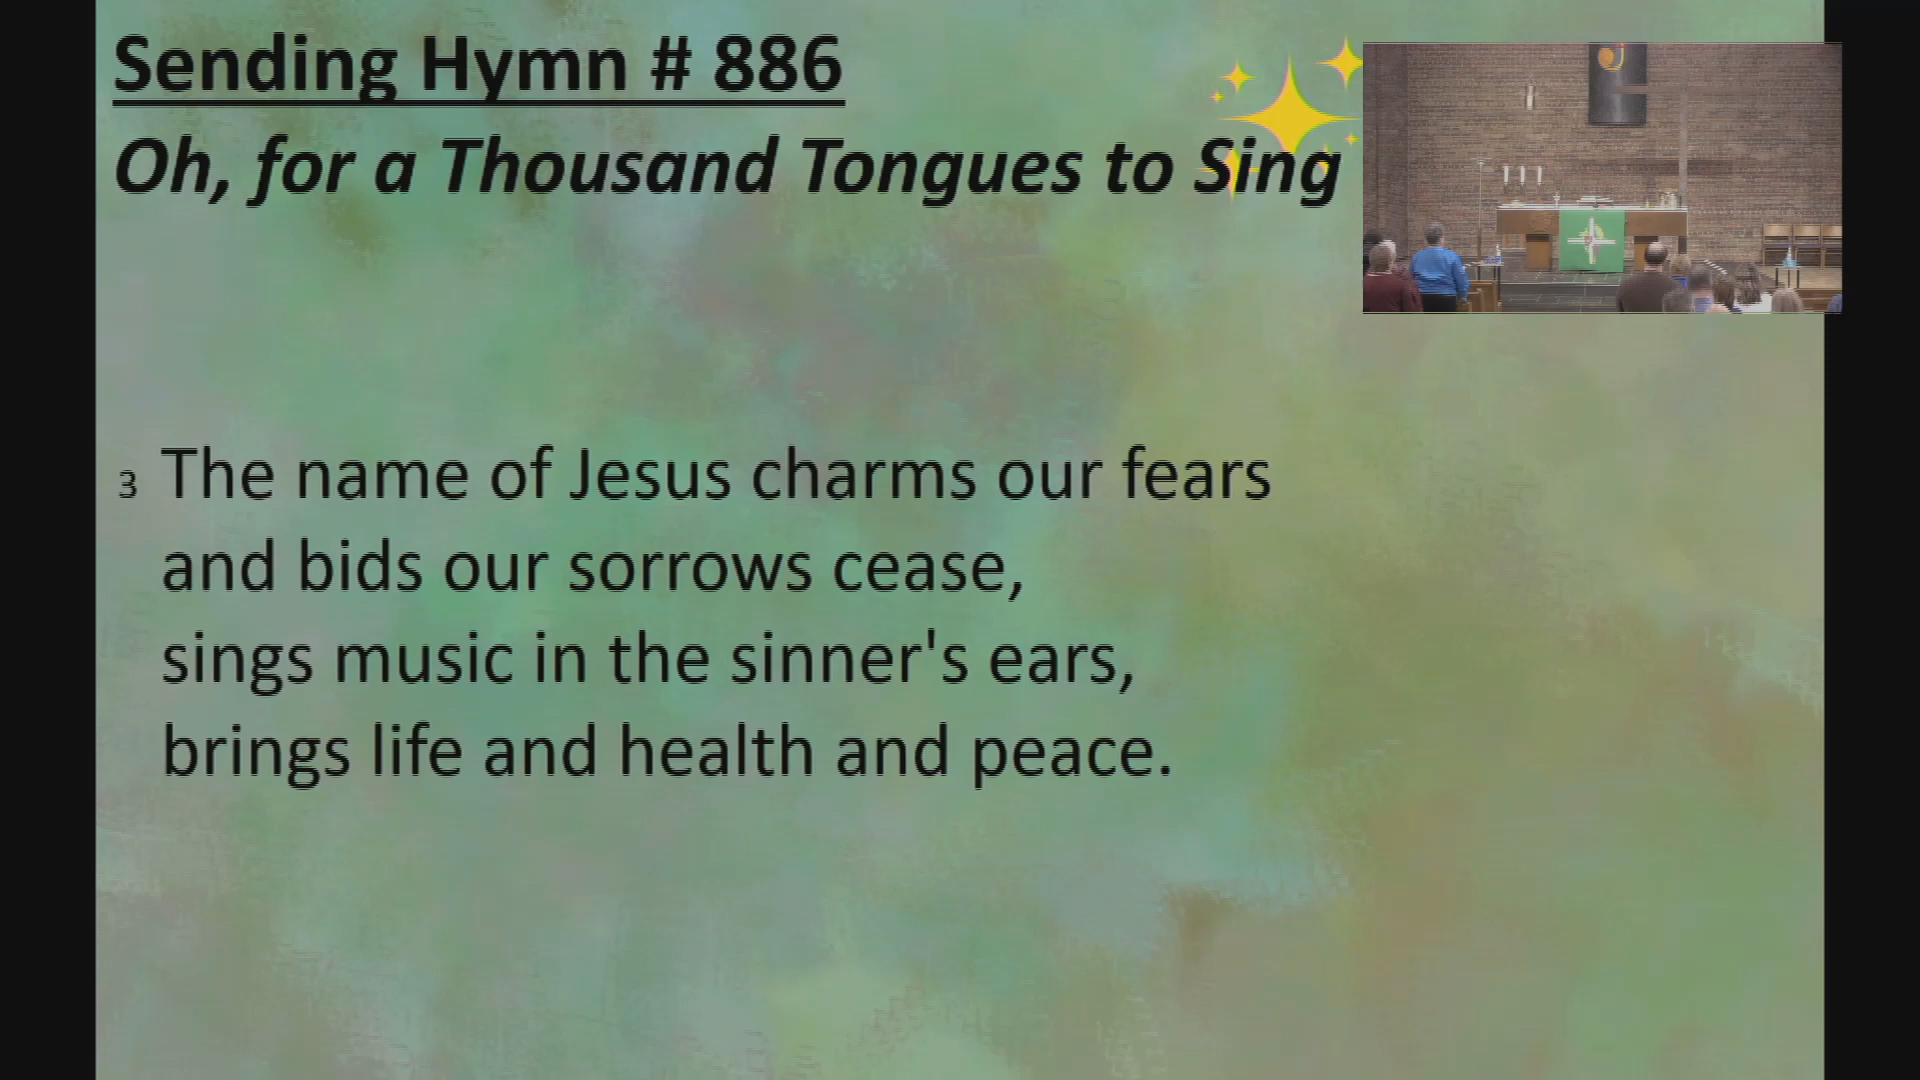 Sending Hymn # 886
Oh, for a Thousand Tongues to Sing
3 The name of Jesus charms our fears
and bids our sorrows cease,
sings music in the sinner's ears,
brings life and health and peace.